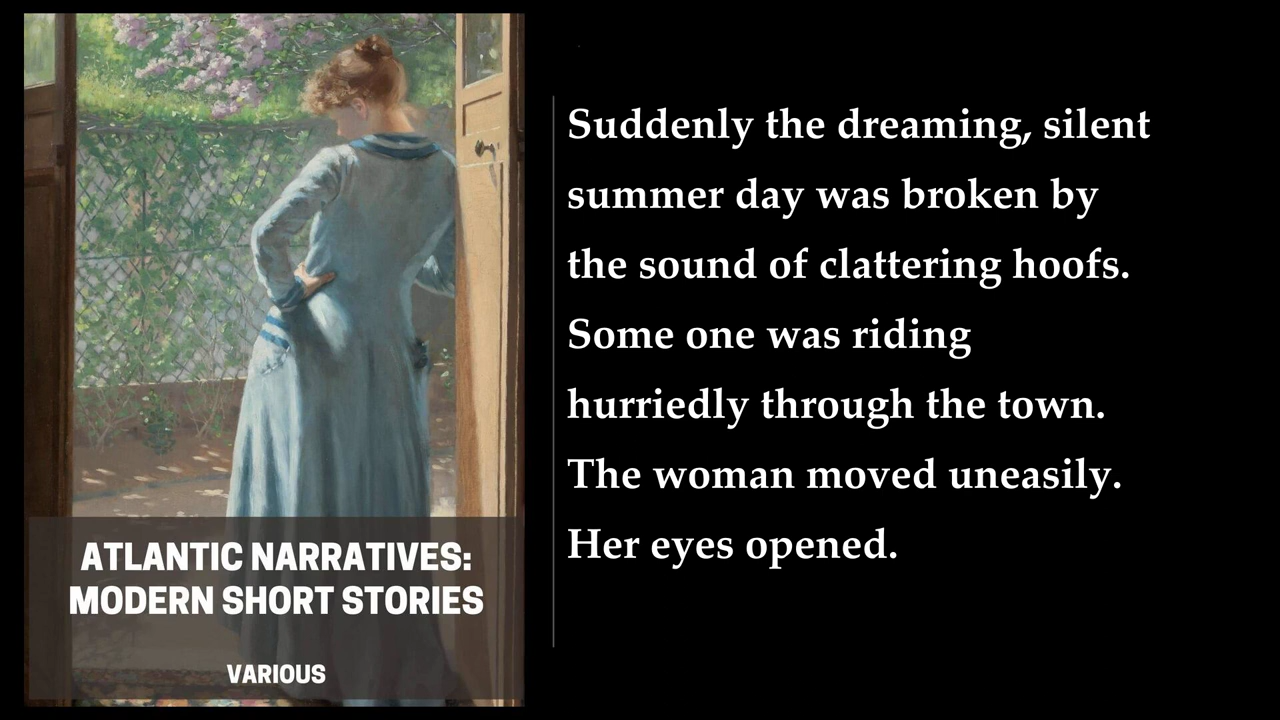 Suddenly the dreaming, silent
summer day was broken by
the sound of clattering hoofs.
Some one was riding
hurriedly through the town.
The woman moved uneasily.
Her eyes opened.
ATLANTIC NARRATIVES:
MODERN SHORT STORIES
VARIOUS